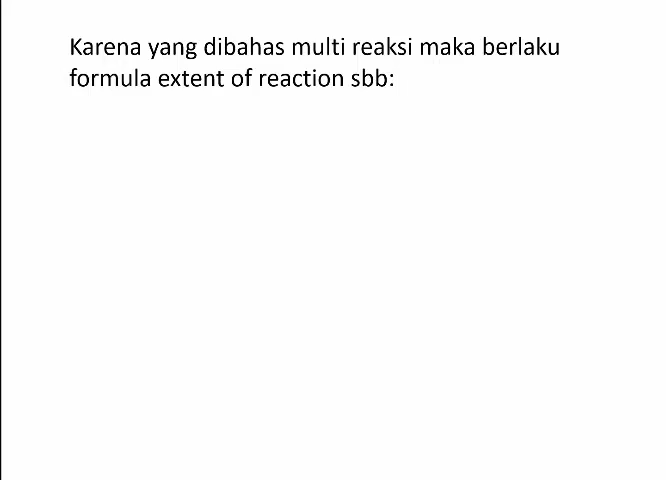 Karena yang dibahas multi reaksi maka berlaku
formula extent of reaction sbb: